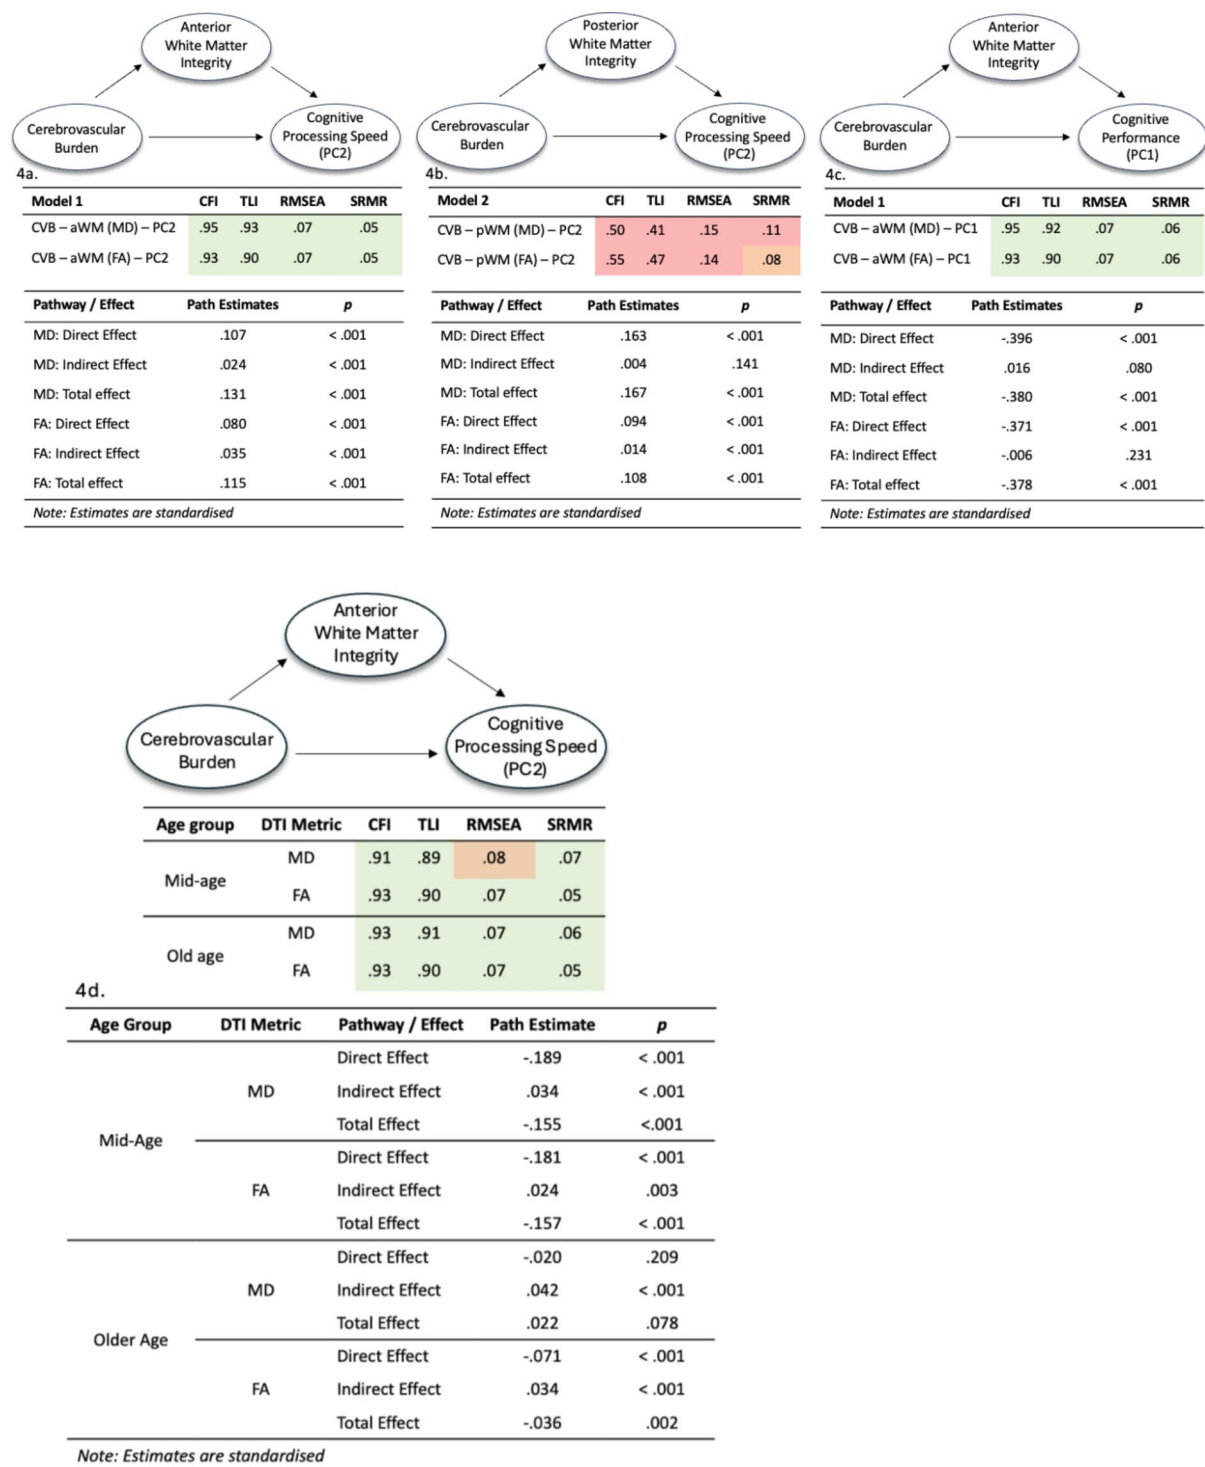 Anterior
White Matter
Integrity
Cerebrovascular
Burden
Cognitive
Processing Speed
(PC2)
4a.
Model 1 CFI TLI RMSEA SRMR
CVB – aWM (MD) – PC2 .95 .93 .07 .05
CVB – aWM (FA) – PC2 .93 .90 .07 .05
Pathway / Effect Path Estimates p
MD: Direct Effect .107 < .001
MD: Indirect Effect .024 < .001
MD: Total effect .131 < .001
FA: Direct Effect .080 < .001
FA: Indirect Effect .035 < .001
FA: Total effect .115 < .001
Note: Estimates are standardised
Posterior
White Matter
Integrity
Cerebrovascular
Burden
Cognitive
Processing Speed
(PC2)
4b.
Model 2 CFI TLI RMSEA SRMR
CVB – pWM (MD) – PC2 .50 .41 .15 .11
CVB – pWM (FA) – PC2 .55 .47 .14 .08
Pathway / Effect Path Estimates p
MD: Direct Effect .163 < .001
MD: Indirect Effect .004 .141
MD: Total effect .167 < .001
FA: Direct Effect .094 < .001
FA: Indirect Effect .014 < .001
FA: Total effect .108 < .001
Note: Estimates are standardised
Anterior
White Matter
Integrity
Cerebrovascular
Burden
Cognitive
Performance
(PC1)
4c.
Model 1 CFI TLI RMSEA SRMR
CVB – aWM (MD) – PC1 .95 .92 .07 .06
CVB – aWM (FA) – PC1 .93 .90 .07 .06
Pathway / Effect Path Estimates p
MD: Direct Effect -.396 < .001
MD: Indirect Effect .016 .080
MD: Total effect -.380 < .001
FA: Direct Effect -.371 < .001
FA: Indirect Effect -.006 .231
FA: Total effect -.378 < .001
Note: Estimates are standardised
Anterior
White Matter
Integrity
Cerebrovascular
Burden
Cognitive
Processing Speed
(PC2)
Age group DTI Metric CFI TLI RMSEA SRMR
Mid-age
MD .91 .89 .08 .07
FA .93 .90 .07 .05
Old age
MD .93 .91 .07 .06
FA .93 .90 .07 .05
4d.
Age Group DTI Metric Pathway / Effect Path Estimate p
Mid-Age
MD
Direct Effect -.189 < .001
Indirect Effect .034 < .001
Total Effect -.155 <.001
FA
Direct Effect -.181 < .001
Indirect Effect .024 .003
Total Effect -.157 < .001
Older Age
MD
Direct Effect -.020 .209
Indirect Effect .042 < .001
Total Effect .022 .078
FA
Direct Effect -.071 < .001
Indirect Effect .034 < .001
Total Effect -.036 .002
Note: Estimates are standardised